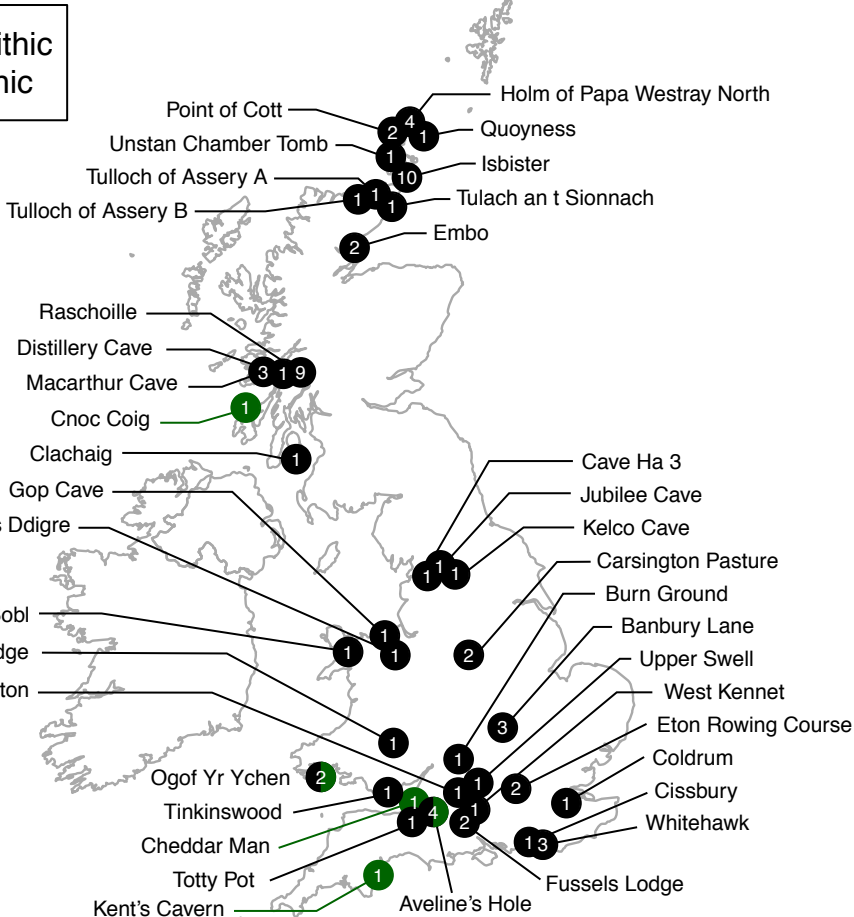 Holm of Papa Westray North
Point of Cott
4
2
1
Quoyness
Unstan Chamber Tomb
1
Isbister
10
Tulloch of Assery A
1
1
1
Tulach an t Sionnach
Tulloch of Assery B
Embo
2
Raschoille
Distillery Cave
3
1
9
Macarthur Cave
Cnoc Coig
1
Clachaig
1
Cave Ha 3
Gop Cave
Jubilee Cave
Ddigre
Kelco Cave
1
1
1
Carsington Pasture
Burn Ground
1
Banbury Lane
1
1
2
Upper Swell
West Kennet
3
Eton Rowing Course
1
1
Coldrum
Ogof Yr Ychen
2
1
2
Cissbury
1
1
1
1
Tinkinswood
4
1
2
Whitehawk
1
1
3
Cheddar Man
Totty Pot
1
Fussels Lodge
Kent's Cavern
Aveline's Hole